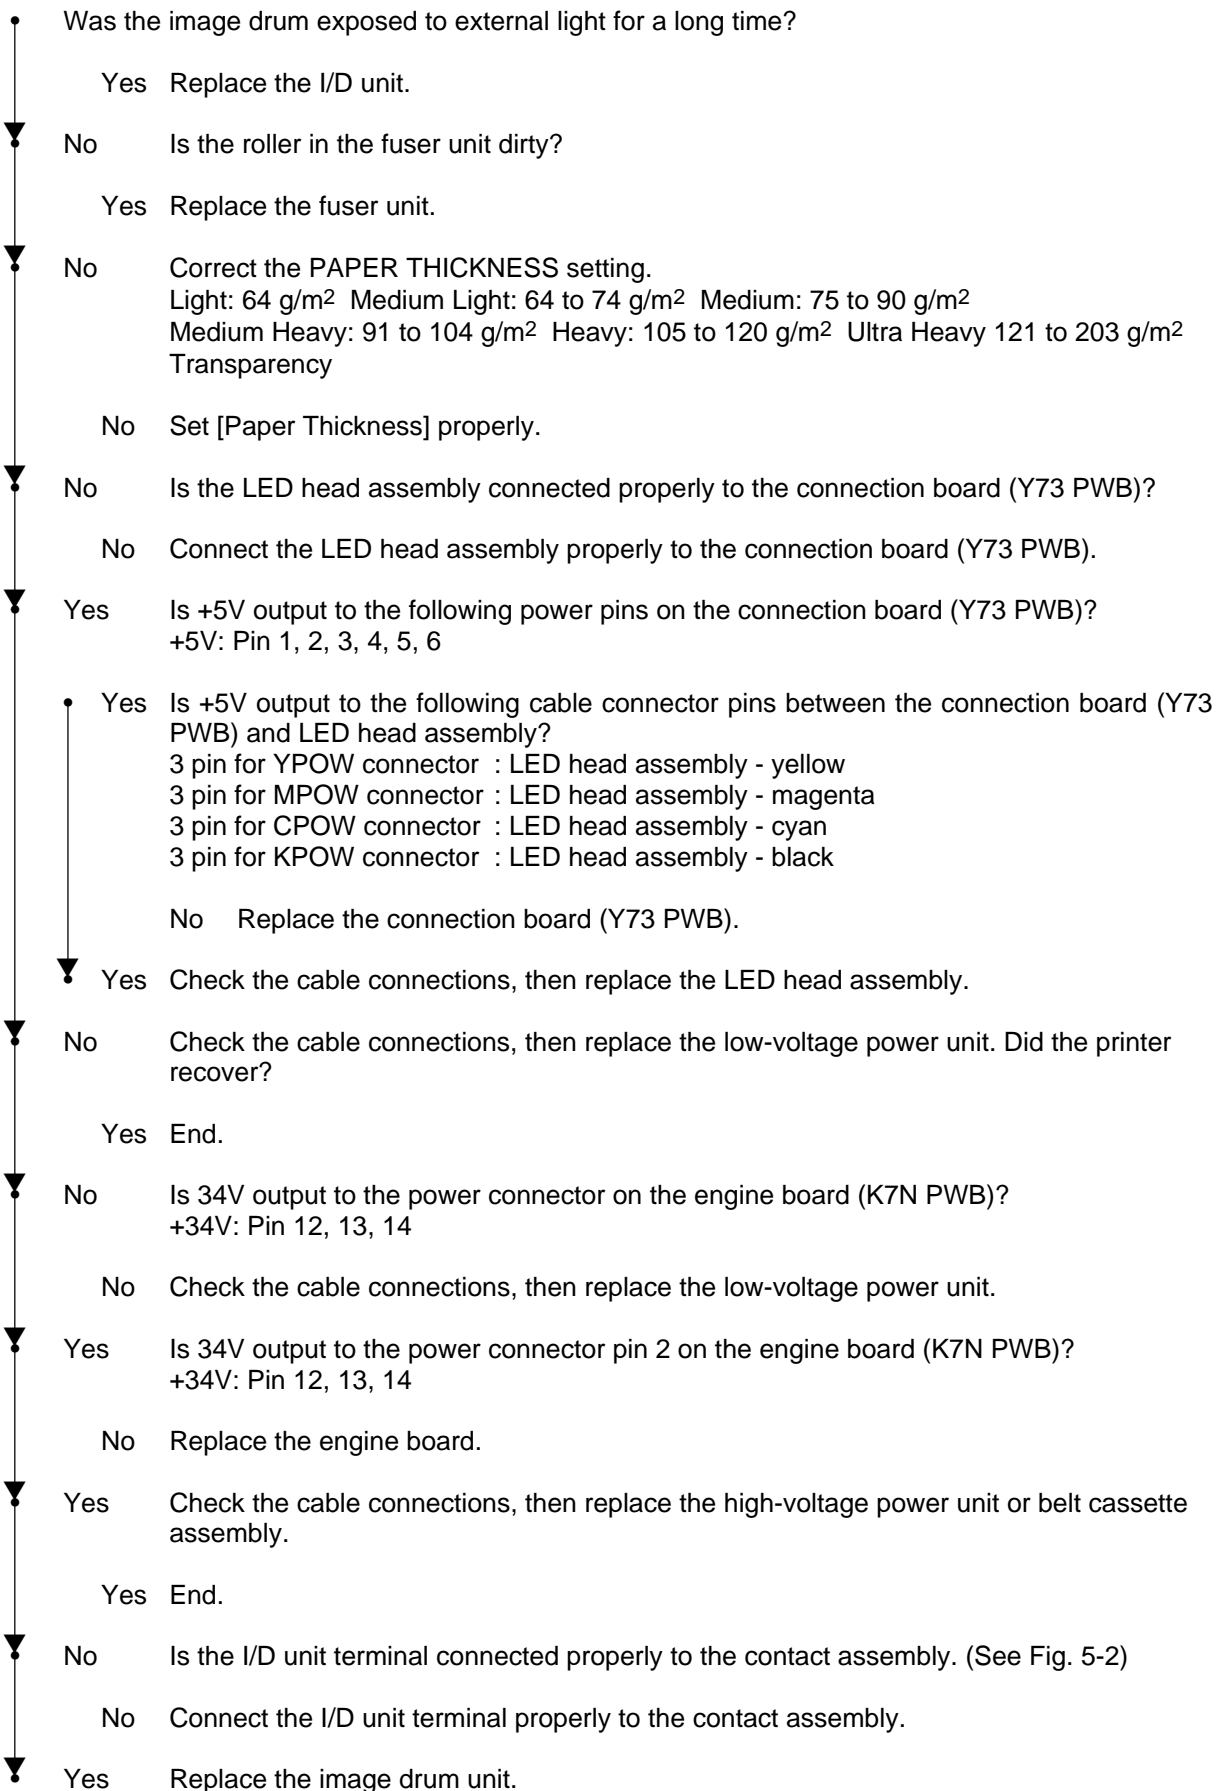 Was the image drum exposed to external light for a long time?
Yes Replace the I/D unit.
No Is the roller in the fuser unit dirty?
Yes Replace the fuser unit.
No Correct the PAPER THICKNESS setting.
Light: 64 g/m2 Medium Light: 64 to 74 g/m2 Medium: 75 to 90 g/m2
Medium Heavy: 91 to 104 g/m2 Heavy: 105 to 120 g/m2 Ultra Heavy 121 to 203 g/m2
Transparency
No Set [Paper Thickness] properly.
No Is the LED head assembly connected properly to the connection board (Y73 PWB)?
No Connect the LED head assembly properly to the connection board (Y73 PWB).
Yes Is +5V output to the following power pins on the connection board (Y73 PWB)?
+5V: Pin 1, 2, 3, 4, 5, 6
Yes Is +5V output to the following cable connector pins between the connection board (Y73
PWB) and LED head assembly?
3 pin for YPOW connector : LED head assembly - yellow
3 pin for MPOW connector : LED head assembly - magenta
3 pin for CPOW connector : LED head assembly - cyan
3 pin for KPOW connector : LED head assembly - black
No Replace the connection board (Y73 PWB).
Yes Check the cable connections, then replace the LED head assembly.
No Check the cable connections, then replace the low-voltage power unit. Did the printer
recover?
Yes End.
No Is 34V output to the power connector on the engine board (K7N PWB)?
+34V: Pin 12, 13, 14
No Check the cable connections, then replace the low-voltage power unit.
Yes Is 34V output to the power connector pin 2 on the engine board (K7N PWB)?
+34V: Pin 12, 13, 14
No Replace the engine board.
Yes Check the cable connections, then replace the high-voltage power unit or belt cassette
assembly.
Yes End.
No Is the I/D unit terminal connected properly to the contact assembly. (See Fig. 5-2)
No Connect the I/D unit terminal properly to the contact assembly.
Yes Replace the image drum unit.